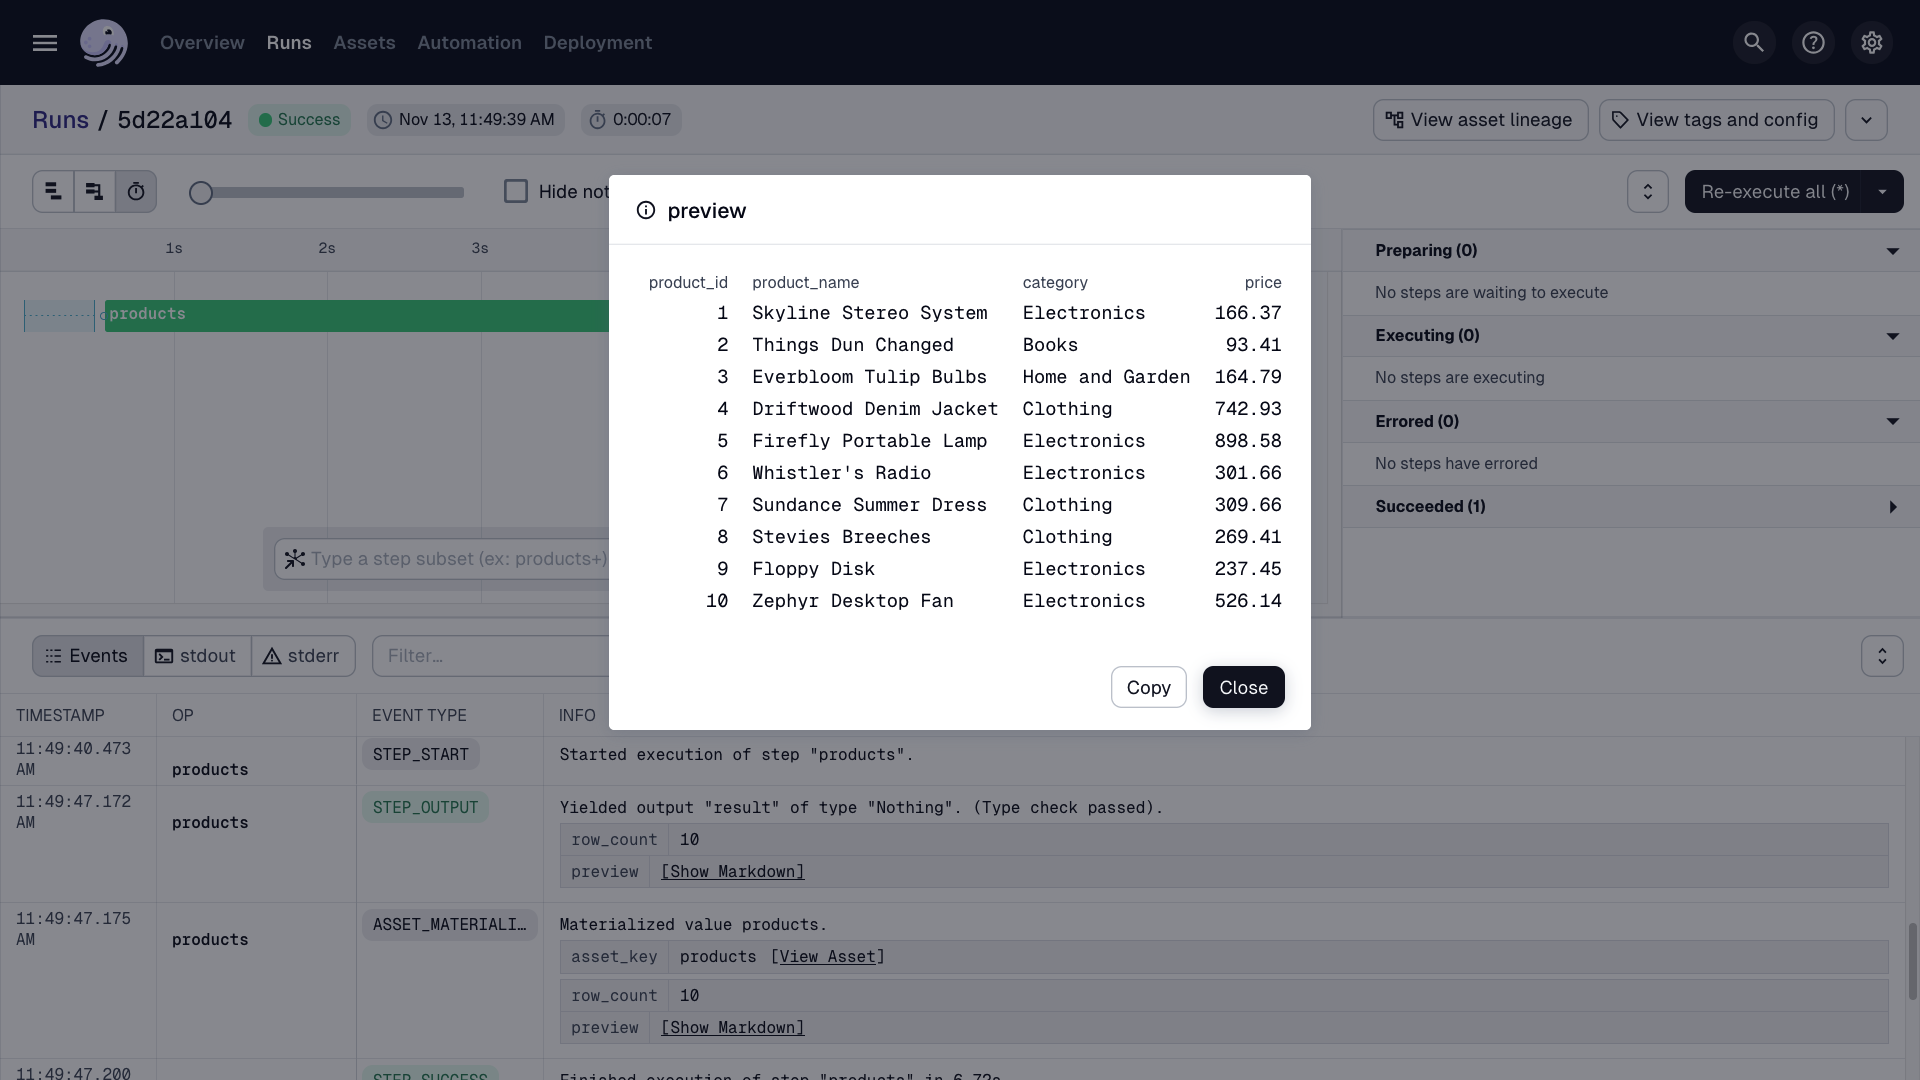 Overview Runs Assets Automation Deployment
Runs / 5d22a104 Success Nov 13, 11:49:39 AM 0:00:07 View asset lineage View tags and config
Hide not Re-execute all (*)
1s 2s 3s
products
Type a step subset (ex: products+)
Preparing (0)
No steps are waiting to execute
Executing (0)
No steps are executing
Errored (0)
No steps have errored
Succeeded (1)
preview
product_id product_name category price
1 Skyline Stereo System Electronics 166.37
2 Things Dun Changed Books 93.41
3 Everbloom Tulip Bulbs Home and Garden 164.79
4 Driftwood Denim Jacket Clothing 742.93
5 Firefly Portable Lamp Electronics 898.58
6 Whistler's Radio Electronics 301.66
7 Sundance Summer Dress Clothing 309.66
8 Stevies Breeches Clothing 269.41
9 Floppy Disk Electronics 237.45
10 Zephyr Desktop Fan Electronics 526.14
Copy Close
Events stdout stderr Filter...
TIMESTAMP OP EVENT TYPE INFO
11:49:40.473 AM products STEP_START Started execution of step "products".
11:49:47.172 AM products STEP_OUTPUT Yielded output "result" of type "Nothing". (Type check passed).
row_count 10
preview [Show Markdown]
11:49:47.175 AM products ASSET_MATERIALI… Materialized value products.
asset_key products [View Asset]
row_count 10
preview [Show Markdown]
11:49:47.200 STEP_SUCCESS Finished execution of step "products" in 6.72s.